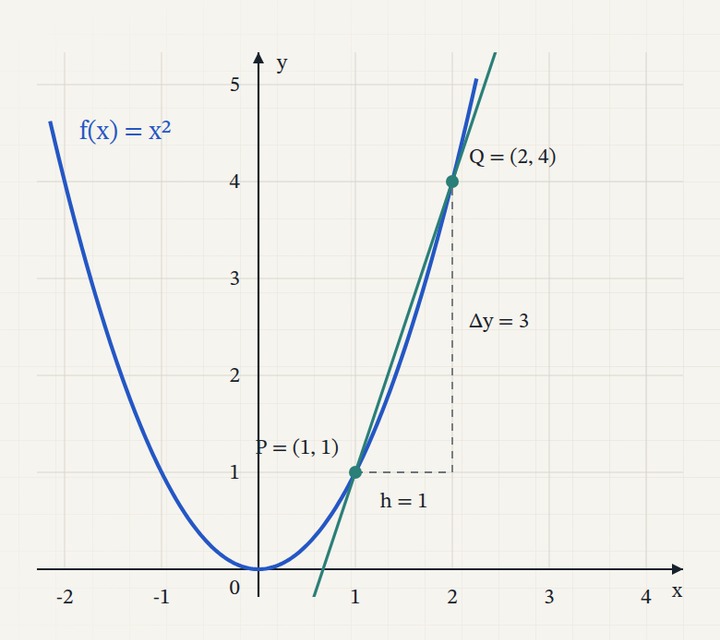 y
5
f(x) = x²
Q = (2, 4)
4
3
Δy = 3
2
P = (1, 1)
1
h = 1
0
x
-2 -1 1 2 3 4